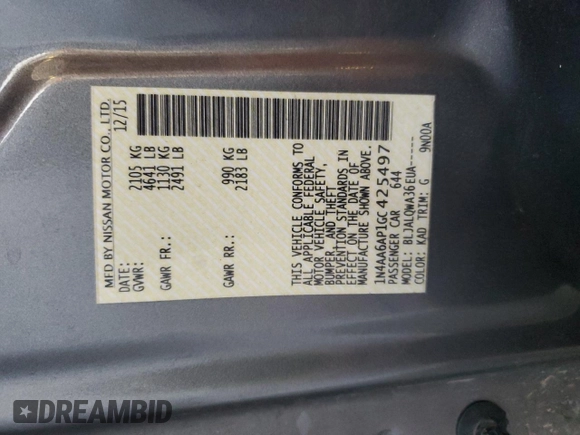 MFD BY NISSAN MOTOR CO., LTD.
DATE: 12/15
GVWR: 2105 KG
4641 LB
GAWR FR.: 1130 KG
2491 LB
GAWR RR.: 990 KG
2183 LB
THIS VEHICLE CONFORMS TO
ALL APPLICABLE FEDERAL
MOTOR VEHICLE SAFETY,
BUMPER, AND THEFT
PREVENTION STANDARDS IN
EFFECT ON THE DATE OF
MANUFACTURE SHOWN ABOVE.
1N4AA6AP1GC425497
PASSENGER CAR 644
MODEL: BLJALQWA36EUA-----
COLOR: KAD TRIM: G 9N00A
DREAMBID